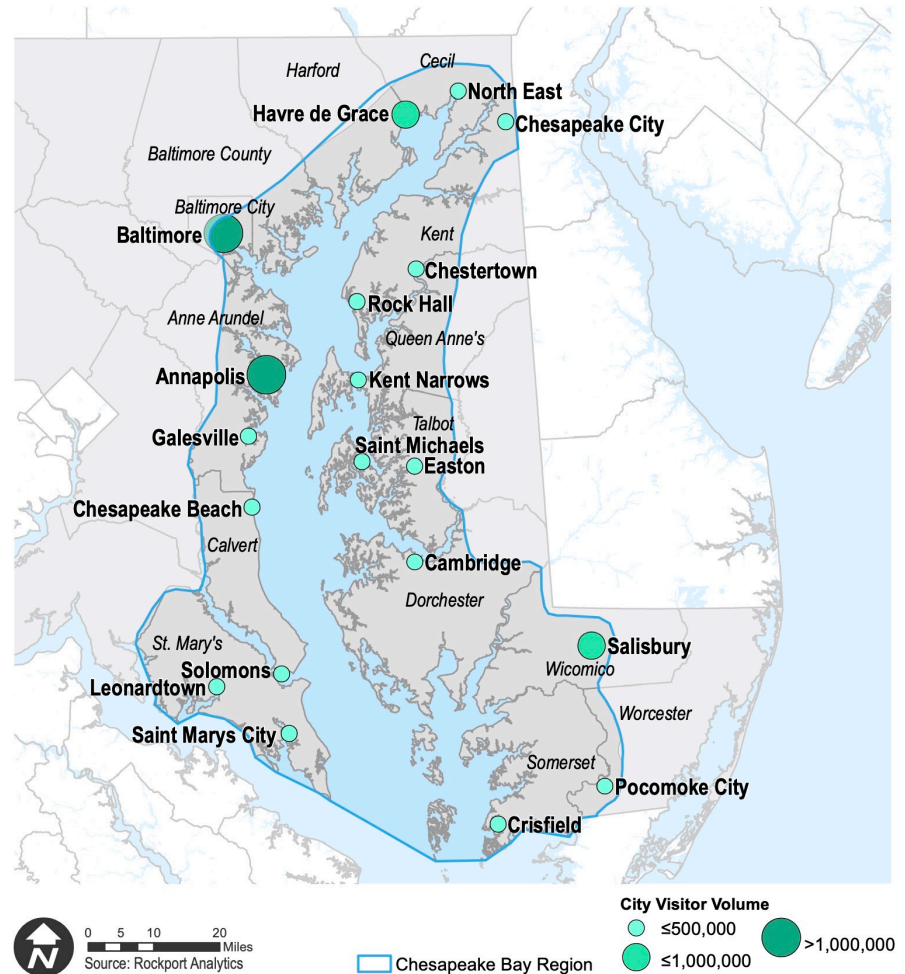 Cecil
Harford
North East
Havre de Grace
Chesapeake City
Baltimore County
Baltimore City
Baltimore
Kent
Chestertown
Rock Hall
Anne Arundel
Queen Anne's
Annapolis
Kent Narrows
Talbot
Galesville
Saint Michaels
Easton
Chesapeake Beach
Calvert
Cambridge
Dorchester
St. Mary's
Salisbury
Solomons
Wicomico
Leonardtown
Worcester
Saint Marys City
Somerset
Pocomoke City
Crisfield
N
0 5 10 20
Miles
Source: Rockport Analytics
Chesapeake Bay Region
City Visitor Volume
≤500,000
>1,000,000
≤1,000,000